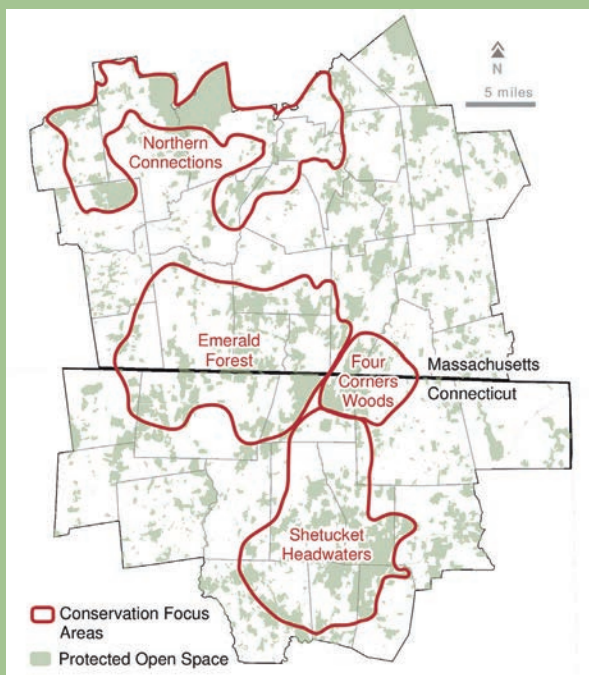 N
5 miles
Northern
Connections
Emerald
Forest
Four
Corners
Woods
Massachusetts
Connecticut
Shetucket
Headwaters
Conservation Focus
Areas
Protected Open Space